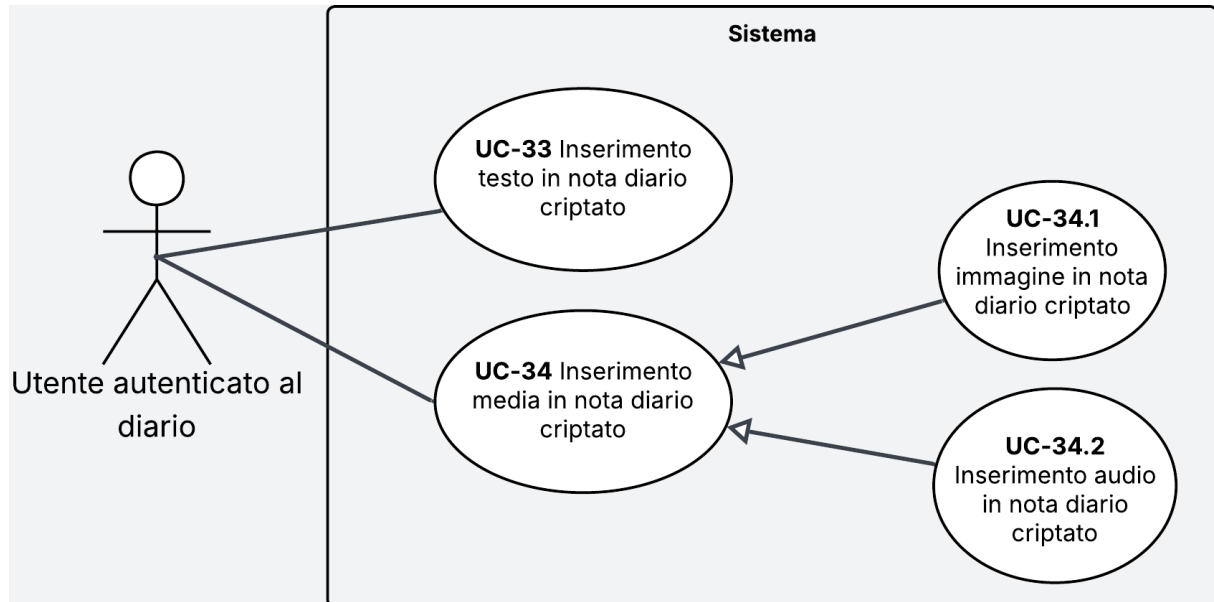 Sistema
UC-33 Inserimento
testo in nota diario
criptato
UC-34.1
Inserimento
immagine in nota
diario criptato
UC-34 Inserimento
media in nota diario
criptato
Utente autenticato al
diario
UC-34.2
Inserimento audio
in nota diario
criptato